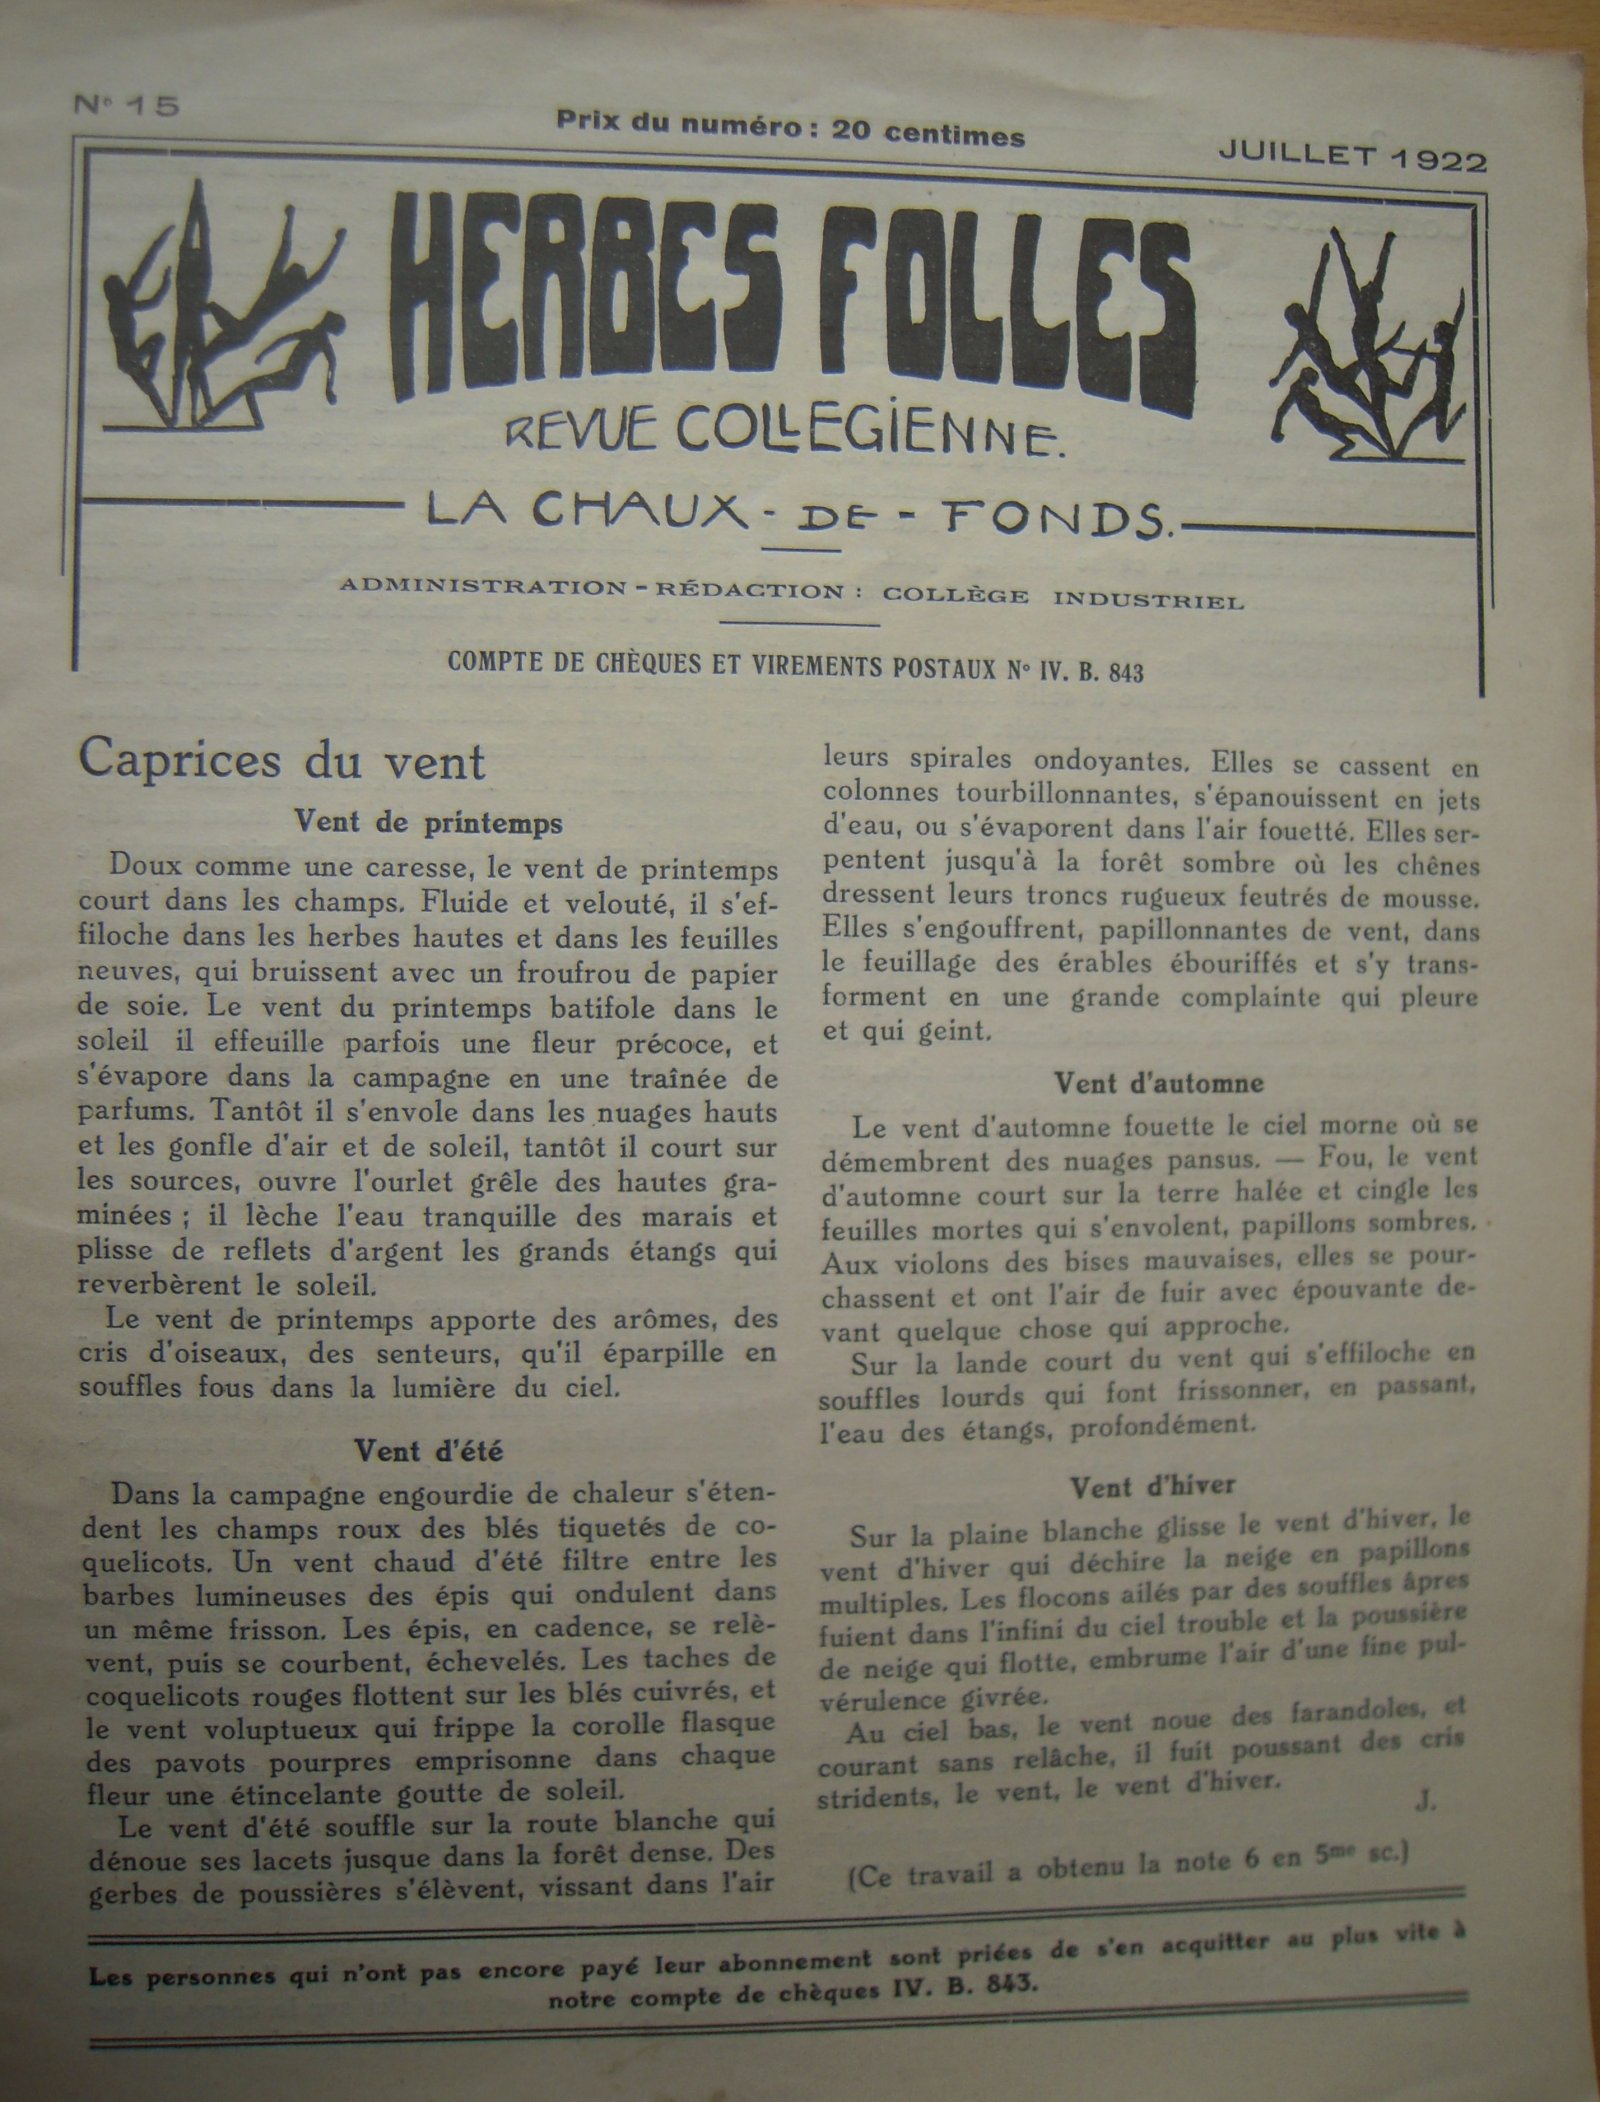 N° 15
Prix du numéro : 20 centimes
JUILLET 1922
HERBES FOLLES
REVUE COLLEGIENNE.
LA CHAUX-DE-FONDS.
ADMINISTRATION-RÉDACTION : COLLÈGE INDUSTRIEL
COMPTE DE CHÈQUES ET VIREMENTS POSTAUX N° IV. B. 843
Caprices du vent
Vent de printemps
Doux comme une caresse, le vent de printemps
court dans les champs. Fluide et velouté, il s'ef-
filoche dans les herbes hautes et dans les feuilles
neuves, qui bruissent avec un froufrou de papier
de soie. Le vent du printemps batifole dans le
soleil il effeuille parfois une fleur précoce, et
s'évapore dans la campagne en une traînée de
parfums. Tantôt il s'envole dans les nuages hauts
et les gonfle d'air et de soleil, tantôt il court sur
les sources, ouvre l'ourlet grêle des hautes gra-
minées ; il lèche l'eau tranquille des marais et
plisse de reflets d'argent les grands étangs qui
reverbèrent le soleil.
Le vent de printemps apporte des arômes, des
cris d'oiseaux, des senteurs, qu'il éparpille en
souffles fous dans la lumière du ciel.
Vent d'été
Dans la campagne engourdie de chaleur s'éten-
dent les champs roux des blés tiquetés de co-
quelicots. Un vent chaud d'été filtre entre les
barbes lumineuses des épis qui ondulent dans
un même frisson. Les épis, en cadence, se relè-
vent, puis se courbent, échevelés. Les taches de
coquelicots rouges flottent sur les blés cuivrés, et
le vent voluptueux qui frippe la corolle flasque
des pavots pourpres emprisonne dans chaque
fleur une étincelante goutte de soleil.
Le vent d'été souffle sur la route blanche qui
dénoue ses lacets jusque dans la forêt dense. Des
gerbes de poussières s'élèvent, vissant dans l'air
leurs spirales ondoyantes. Elles se cassent en
colonnes tourbillonnantes, s'épanouissent en jets
d'eau, ou s'évaporent dans l'air fouetté. Elles ser-
pentent jusqu'à la forêt sombre où les chênes
dressent leurs troncs rugueux feutrés de mousse.
Elles s'engouffrent, papillonnantes de vent, dans
le feuillage des érables ébouriffés et s'y trans-
forment en une grande complainte qui pleure
et qui geint.
Vent d'automne
Le vent d'automne fouette le ciel morne où se
démembrent des nuages pansus. — Fou, le vent
d'automne court sur la terre halée et cingle les
feuilles mortes qui s'envolent, papillons sombres.
Aux violons des bises mauvaises, elles se pour-
chassent et ont l'air de fuir avec épouvante de-
vant quelque chose qui approche.
Sur la lande court du vent qui s'effiloche en
souffles lourds qui font frissonner, en passant,
l'eau des étangs, profondément.
Vent d'hiver
Sur la plaine blanche glisse le vent d'hiver, le
vent d'hiver qui déchire la neige en papillons
multiples. Les flocons ailés par des souffles âpres
fuient dans l'infini du ciel trouble et la poussière
de neige qui flotte, embrume l'air d'une fine pul-
vérulence givrée.
Au ciel bas, le vent noue des farandoles, et
courant sans relâche, il fuit poussant des cris
stridents, le vent, le vent d'hiver.
J.
(Ce travail a obtenu la note 6 en 5me sc.)
Les personnes qui n'ont pas encore payé leur abonnement sont priées de s'en acquitter au plus vite à
notre compte de chèques IV. B. 843.